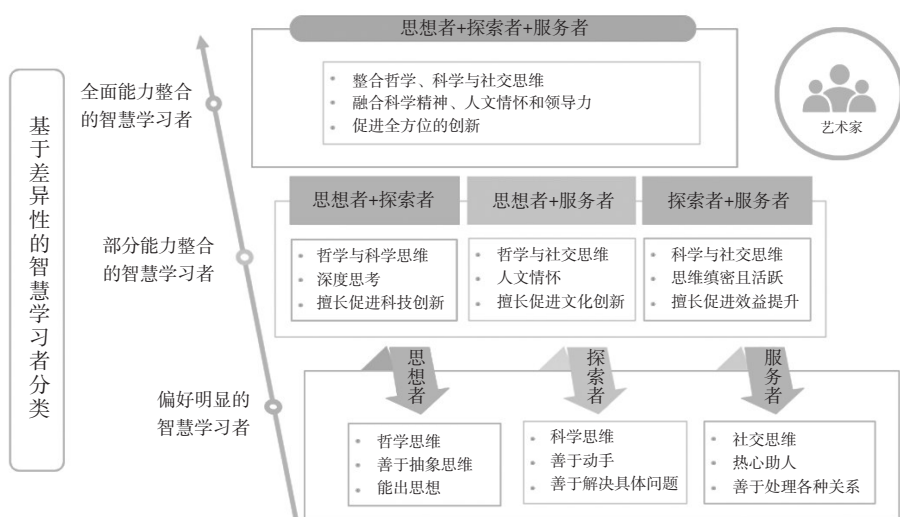 基于差异性的智慧学习者分类
全面能力整合
的智慧学习者
思想者+探索者+服务者
整合哲学、科学与社交思维
融合科学精神、人文情怀和领导力
促进全方位的创新
艺术家
部分能力整合
的智慧学习者
思想者+探索者
哲学与科学思维
深度思考
擅长促进科技创新
思想者+服务者
哲学与社交思维
人文情怀
擅长促进文化创新
探索者+服务者
科学与社交思维
思维缜密且活跃
擅长促进效益提升
偏好明显的
智慧学习者
思想者
哲学思维
善于抽象思维
能出思想
探索者
科学思维
善于动手
善于解决具体问题
服务者
社交思维
热心助人
善于处理各种关系